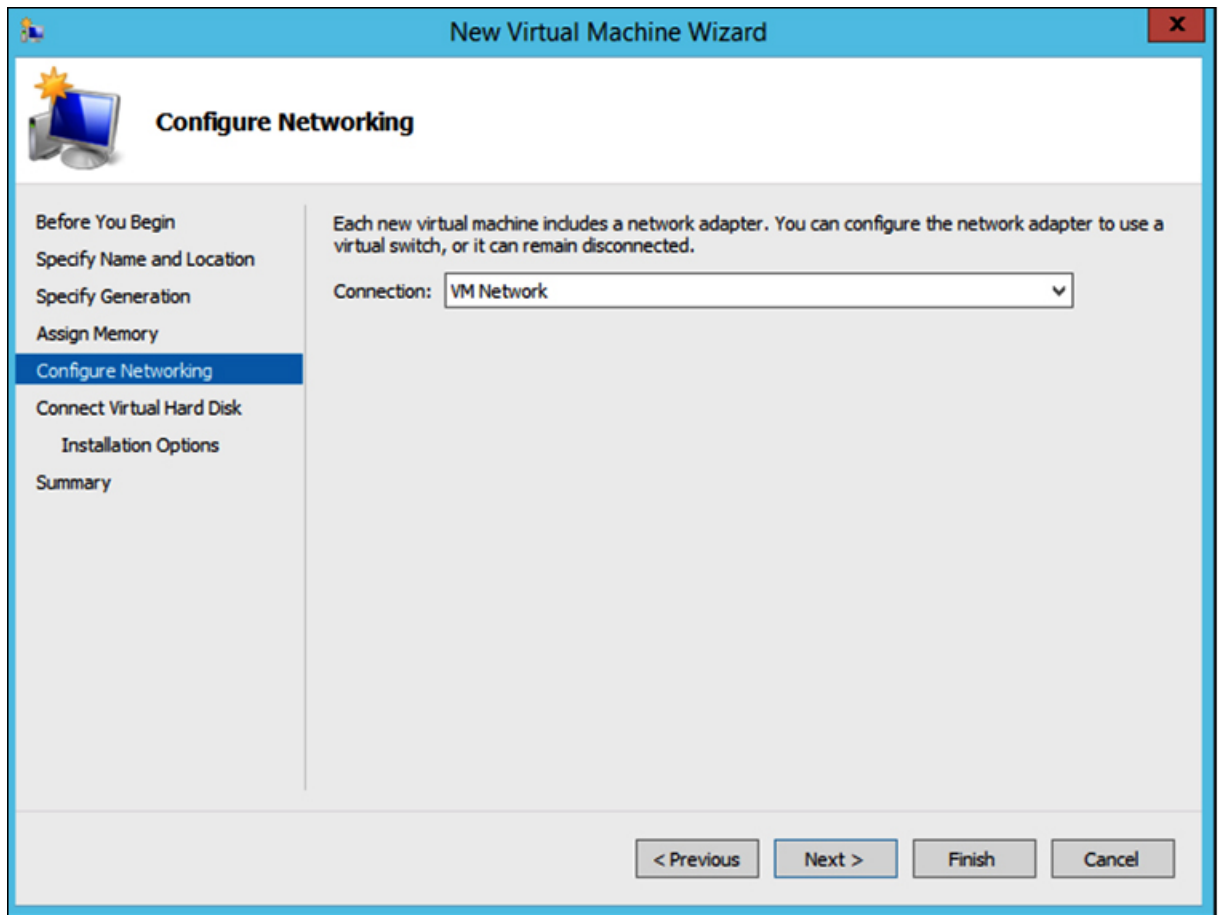 New Virtual Machine Wizard
x
Configure Networking
Before You Begin
Specify Name and Location
Specify Generation
Assign Memory
Configure Networking
Connect Virtual Hard Disk
Installation Options
Summary
Each new virtual machine includes a network adapter. You can configure the network adapter to use a
virtual switch, or it can remain disconnected.
Connection: VM Network
< Previous Next > Finish Cancel